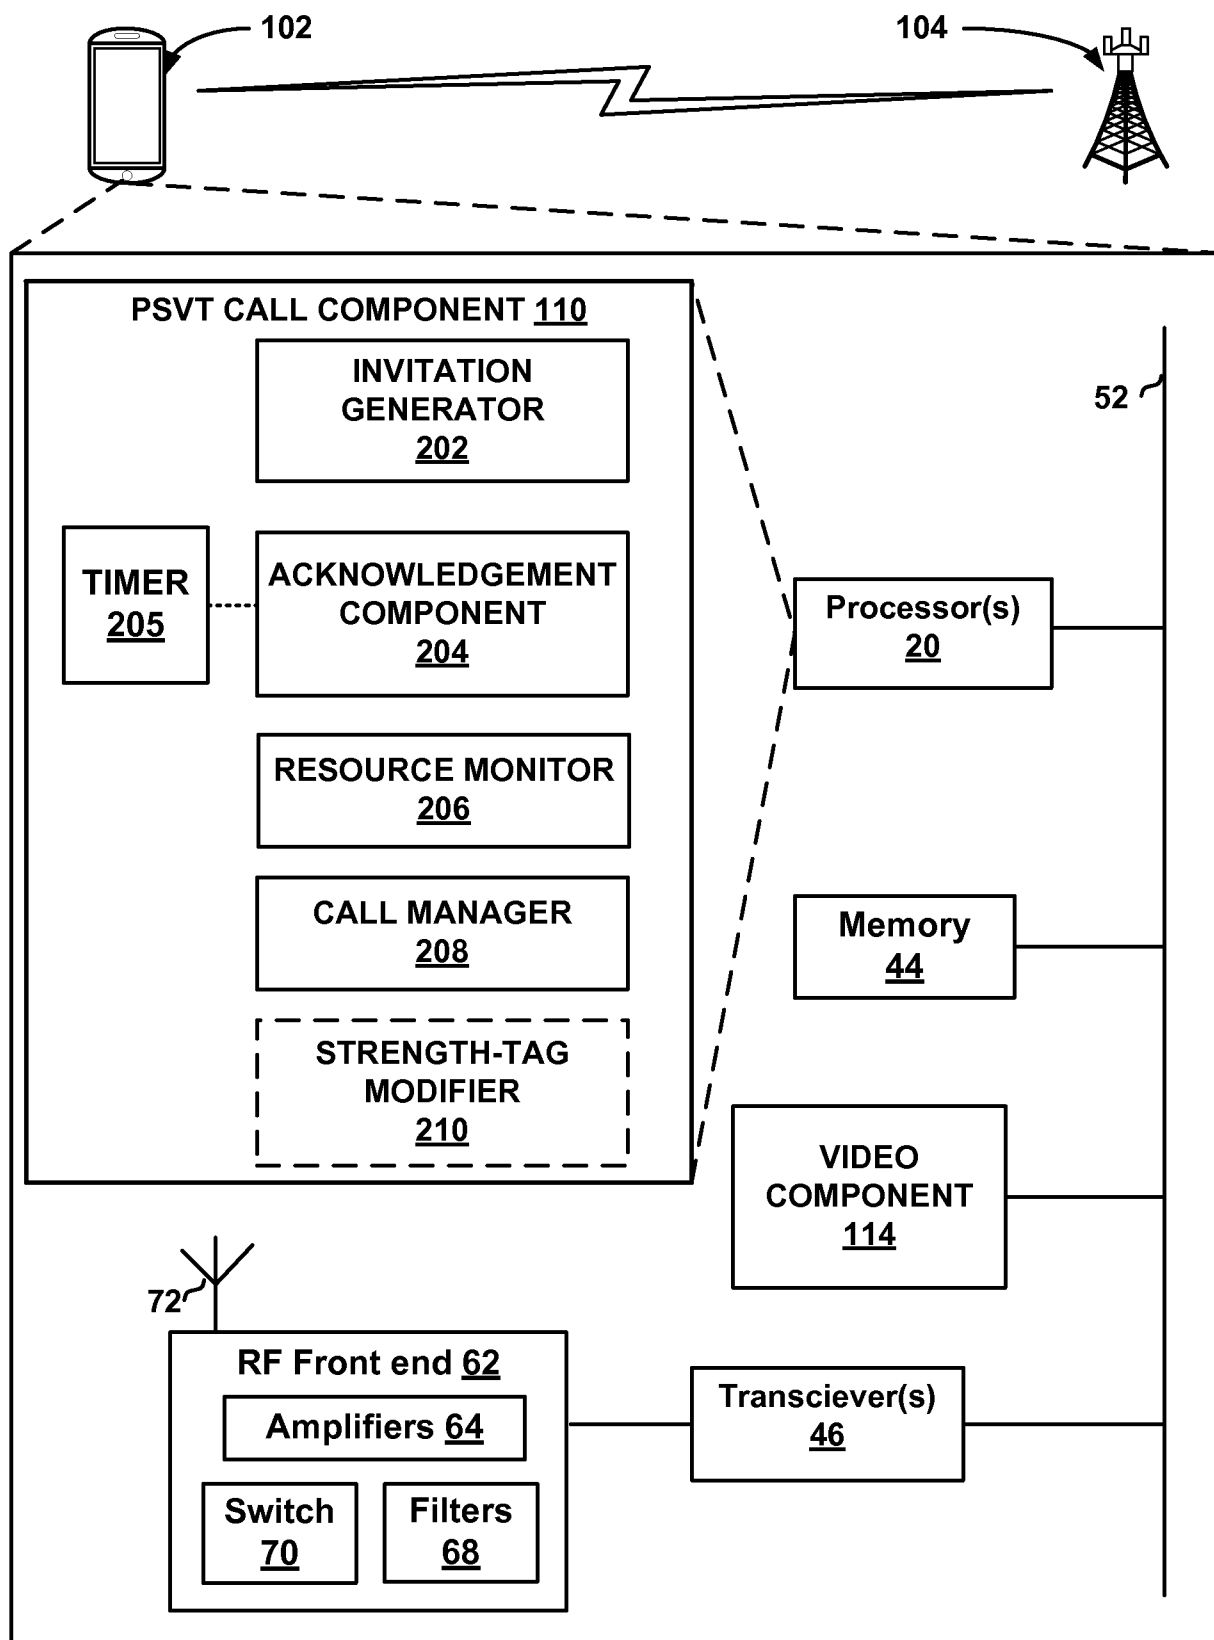 102
104
PSVT CALL COMPONENT 110
INVITATION
GENERATOR
202
52
TIMER
205
ACKNOWLEDGEMENT
COMPONENT
204
Processor(s)
20
RESOURCE MONITOR
206
CALL MANAGER
208
Memory
44
STRENGTH-TAG
MODIFIER
210
VIDEO
COMPONENT
114
72
RF Front end 62
Amplifiers 64
Switch
70
Filters
68
Transciever(s)
46